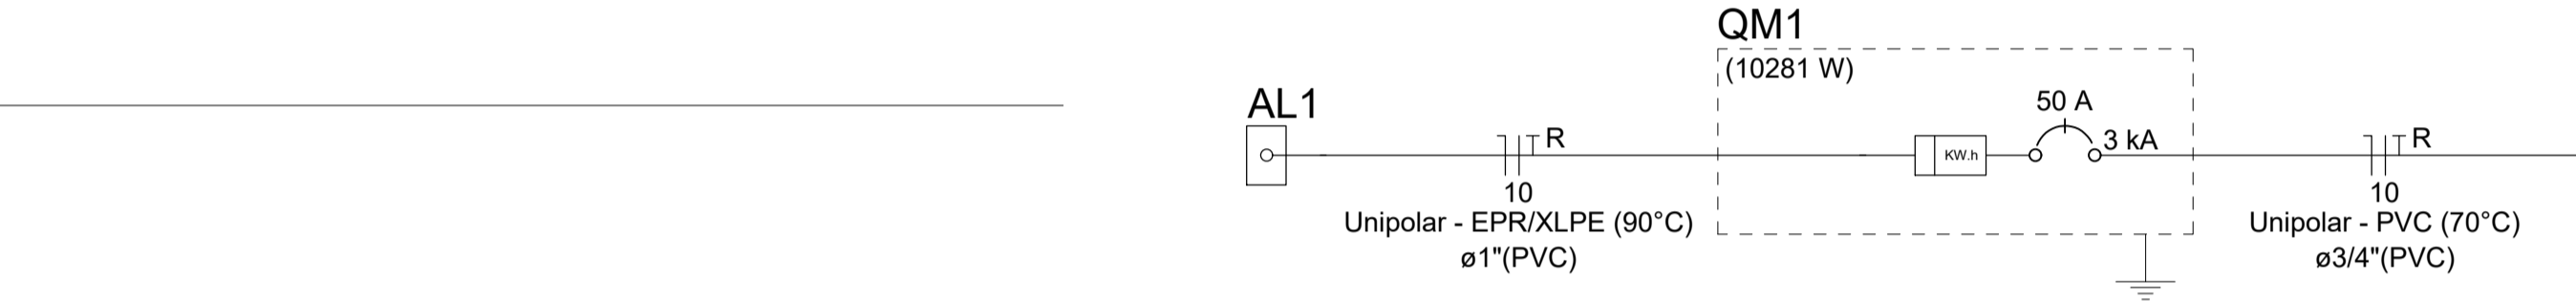 QM1
(10281 W)
AL1
50 A
R
KW.h
3 kA
R
10
10
Unipolar - EPR/XLPE (90°C)
Unipolar - PVC (70°C)
ø1"(PVC)
ø3/4"(PVC)